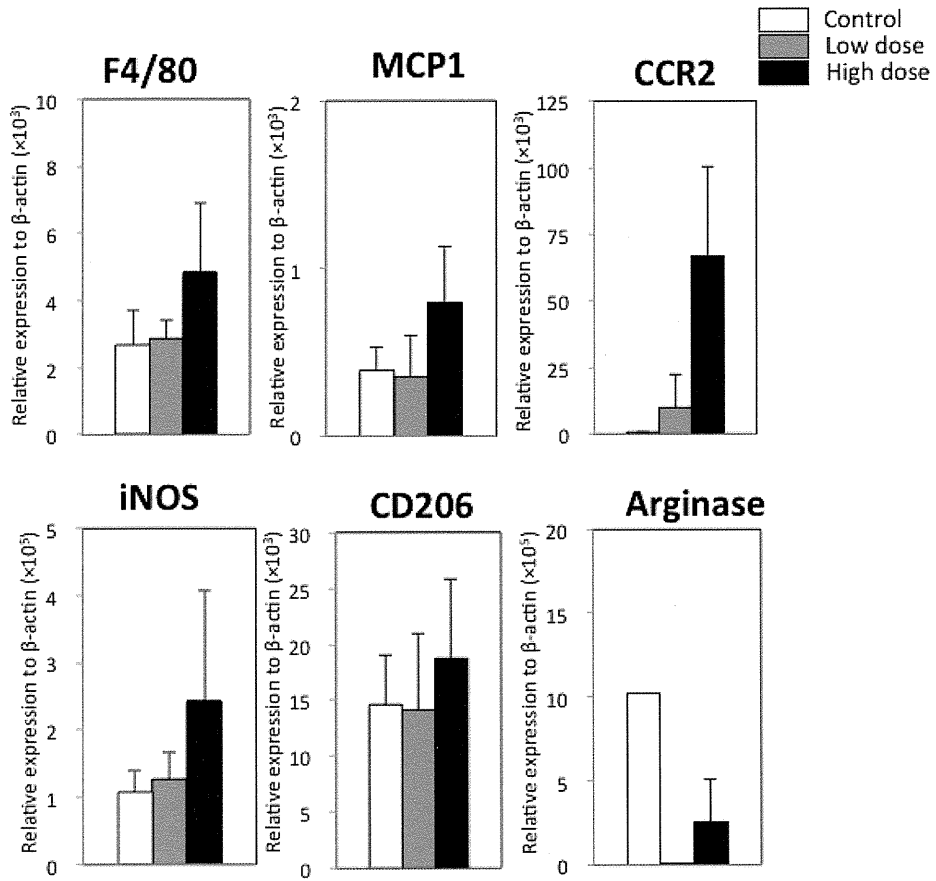 Control
Low dose
High dose
F4/80
Relative expression to β-actin (×10³)
10
8
6
4
2
0
MCP1
Relative expression to β-actin (×10³)
2
1
0
CCR2
Relative expression to β-actin (×10³)
125
100
75
50
25
0
iNOS
Relative expression to β-actin (×10⁵)
5
4
3
2
1
0
CD206
Relative expression to β-actin (×10³)
30
25
20
15
10
5
0
Arginase
Relative expression to β-actin (×10⁵)
20
15
10
5
0